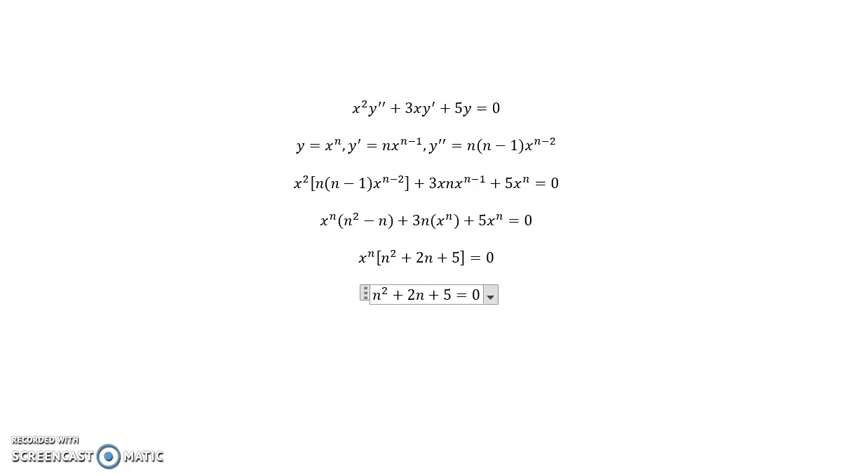 x²y′′ + 3xy′ + 5y = 0
y = xⁿ, y′ = nxⁿ⁻¹, y′′ = n(n − 1)xⁿ⁻²
x²[n(n − 1)xⁿ⁻²] + 3xnxⁿ⁻¹ + 5xⁿ = 0
xⁿ(n² − n) + 3n(xⁿ) + 5xⁿ = 0
xⁿ[n² + 2n + 5] = 0
n² + 2n + 5 = 0
RECORDED WITH
SCREENCAST MATIC